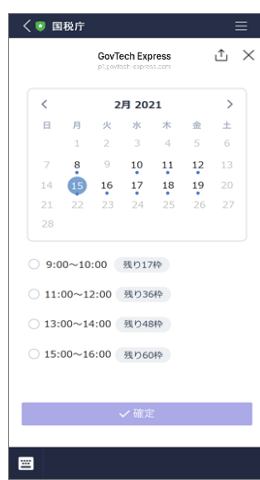 国税庁
GovTech Express
p1.govtech-express.com
2月 2021
日 月 火 水 木 金 土
1 2 3 4 5 6
7 8 9 10 11 12 13
14 15 16 17 18 19 20
21 22 23 24 25 26 27
28
9:00～10:00 残り17枠
11:00～12:00 残り36枠
13:00～14:00 残り48枠
15:00～16:00 残り60枠
確定